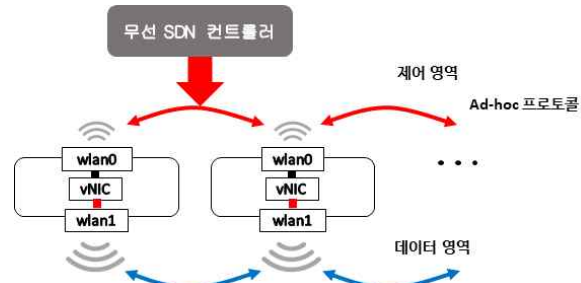 무선 SDN 컨트롤러
제어 영역
Ad-hoc 프로토콜
wlan0
wlan0
vNIC
vNIC
wlan1
wlan1
데이터 영역